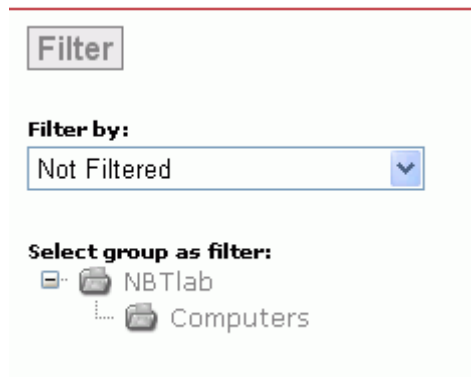 Filter
Filter by:
Not Filtered
Select group as filter:
NBTlab
Computers